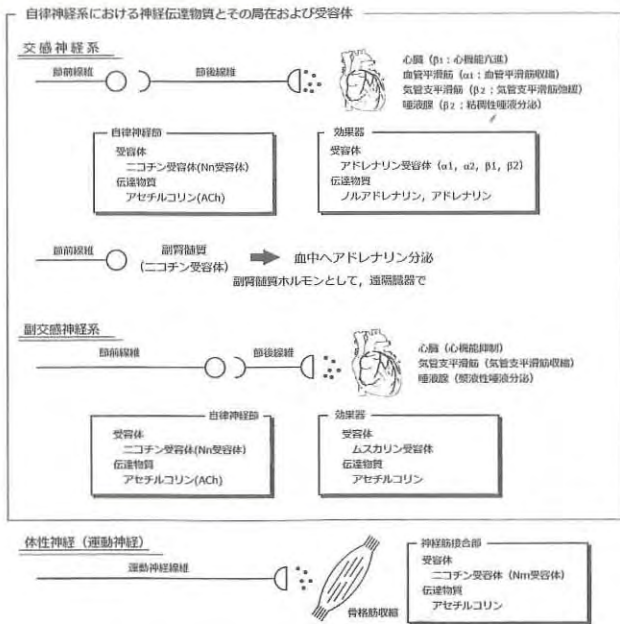 自律神経系における神経伝達物質とその局在および受容体
交感神経系
節前線維
節後線維
心臓(β1;心機能亢進)
血管平滑筋(α1;血管平滑筋収縮)
気管支平滑筋(β2;気管支平滑筋弛緩)
唾液腺(β2;粘稠性唾液分泌)
自律神経節
受容体
ニコチン受容体(Nn受容体)
伝達物質
アセチルコリン(ACh)
効果器
受容体
アドレナリン受容体(α1, α2, β1, β2)
伝達物質
ノルアドレナリン, アドレナリン
節前線維
副腎髄質
(ニコチン受容体)
血中へアドレナリン分泌
副腎髄質ホルモンとして,遠隔臓器で
副交感神経系
節前線維
節後線維
心臓(心機能抑制)
気管支平滑筋(気管支平滑筋収縮)
唾液腺(漿液性唾液分泌)
自律神経節
受容体
ニコチン受容体(Nn受容体)
伝達物質
アセチルコリン(ACh)
効果器
受容体
ムスカリン受容体
伝達物質
アセチルコリン
体性神経(運動神経)
運動神経線維
骨格筋収縮
神経筋接合部
受容体
ニコチン受容体(Nm受容体)
伝達物質
アセチルコリン